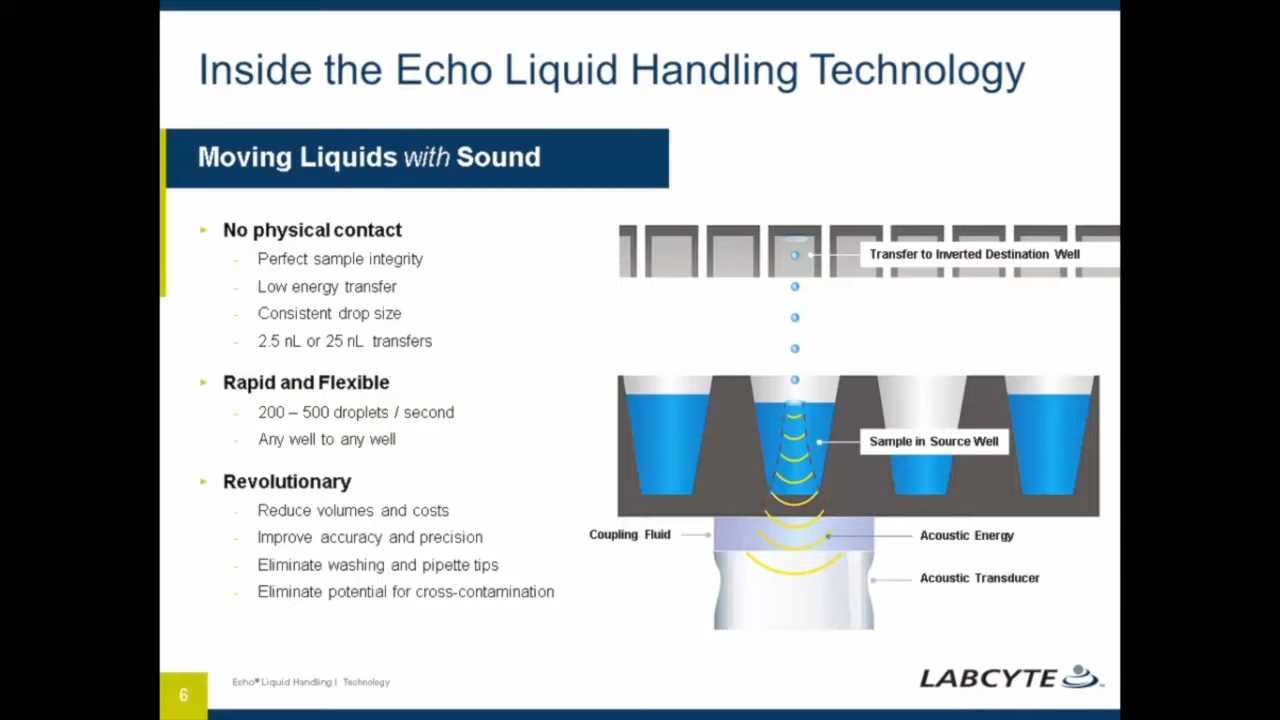 Inside the Echo Liquid Handling Technology
Moving Liquids with Sound
No physical contact
- Perfect sample integrity
- Low energy transfer
- Consistent drop size
- 2.5 nL or 25 nL transfers
Rapid and Flexible
- 200 – 500 droplets / second
- Any well to any well
Revolutionary
- Reduce volumes and costs
- Improve accuracy and precision
- Eliminate washing and pipette tips
- Eliminate potential for cross-contamination
Transfer to Inverted Destination Well
Sample in Source Well
Coupling Fluid
Acoustic Energy
Acoustic Transducer
6
Echo® Liquid Handling | Technology
LABCYTE